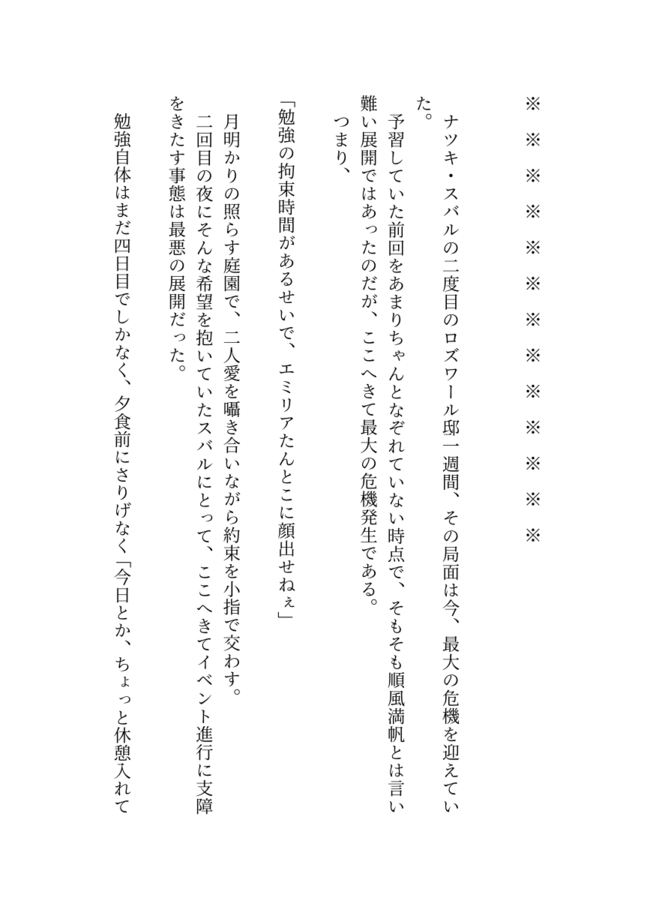 ※　※　※　※　※　※　※　※　※　※　※　※　※
　ナツキ・スバルの二度目のロズワール邸一週間、その局面は今、最大の危機を迎えてい
た。
　予習していた前回をあまりちゃんとなぞれていない時点で、そもそも順風満帆とは言い
難い展開ではあったのだが、ここへきて最大の危機発生である。
　つまり、
「勉強の拘束時間があるせいで、エミリアたんとこに顔出せねぇ」
　月明かりの照らす庭園で、二人愛を囁き合いながら約束を小指で交わす。
　二回目の夜にそんな希望を抱いていたスバルにとって、ここへきてイベント進行に支障
をきたす事態は最悪の展開だった。
　勉強自体はまだ四日目でしかなく、夕食前にさりげなく「今日とか、ちょっと休憩入れて